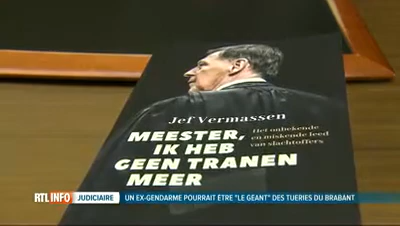 Jef Vermassen
MEESTER,
IK HEB
GEEN TRANEN
MEER
Het onbekende
en miskende leed
van slachtoffers
RTL INFO JUDICIAIRE UN EX-GENDARME POURRAIT ÊTRE "LE GEANT" DES TUERIES DU BRABANT